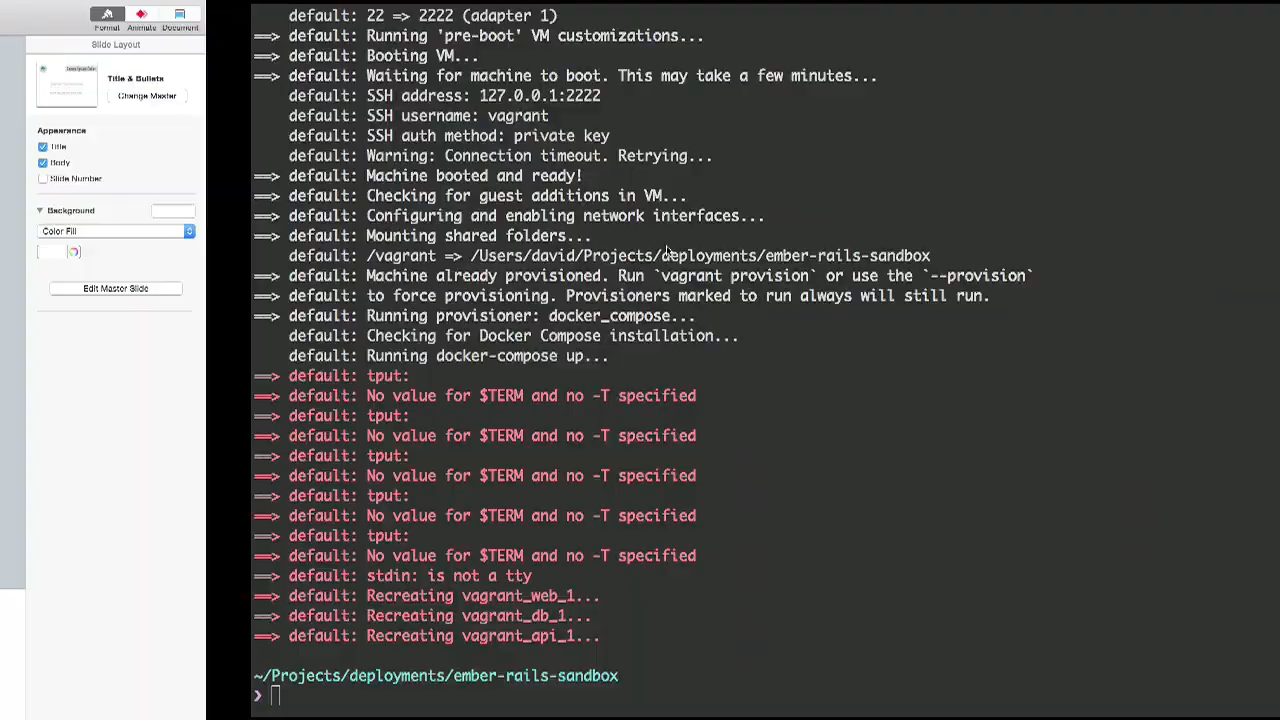 Format Animate Document
Slide Layout
Title & Bullets
Change Master
Appearance
Title
Body
Slide Number
Background
Color Fill
Edit Master Slide
default: 22 => 2222 (adapter 1)
==> default: Running 'pre-boot' VM customizations...
==> default: Booting VM...
==> default: Waiting for machine to boot. This may take a few minutes...
default: SSH address: 127.0.0.1:2222
default: SSH username: vagrant
default: SSH auth method: private key
default: Warning: Connection timeout. Retrying...
==> default: Machine booted and ready!
==> default: Checking for guest additions in VM...
==> default: Configuring and enabling network interfaces...
==> default: Mounting shared folders...
default: /vagrant => /Users/david/Projects/deployments/ember-rails-sandbox
==> default: Machine already provisioned. Run `vagrant provision` or use the `--provision`
==> default: to force provisioning. Provisioners marked to run always will still run.
==> default: Running provisioner: docker_compose...
default: Checking for Docker Compose installation...
default: Running docker-compose up...
==> default: tput:
==> default: No value for $TERM and no -T specified
==> default: tput:
==> default: No value for $TERM and no -T specified
==> default: tput:
==> default: No value for $TERM and no -T specified
==> default: tput:
==> default: No value for $TERM and no -T specified
==> default: tput:
==> default: No value for $TERM and no -T specified
==> default: stdin: is not a tty
==> default: Recreating vagrant_web_1...
==> default: Recreating vagrant_db_1...
==> default: Recreating vagrant_api_1...
~/Projects/deployments/ember-rails-sandbox
❯